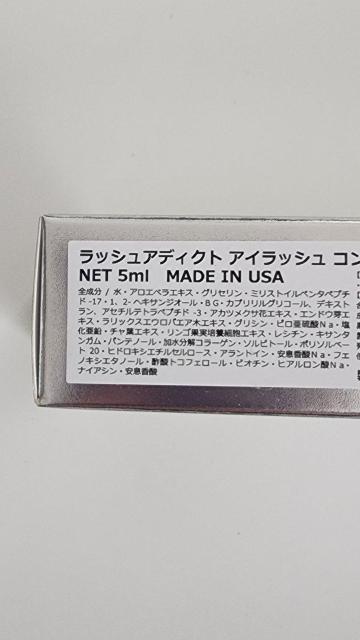 ラッシュアディクト アイラッシュ コン
NET 5ml MADE IN USA
全成分 / 水・アロエベラエキス・グリセリン・ミリストイルペンタペプチ
ド -17・1、2- ヘキサンジオール・BG・カプリリルグリコール、デキスト
ラン、アセチルテトラペプチド -3・アカツメクサ花エキス・エンドウ芽エ
キス・ラリックスエウロパエア木エキス・グリシン・ピロ亜硫酸Na・塩
化亜鉛・チャ葉エキス・リンゴ果実培養細胞エキス・レシチン・キサンタ
ンガム・パンテノール・加水分解コラーゲン・ソルビトール・ポリソルベー
ト 20・ヒドロキシエチルセルロース・アラントイン・安息香酸Na・フェ
ノキシエタノール・酢酸トコフェロール・ビオチン・ヒアルロン酸Na・
ナイアシン・安息香酸